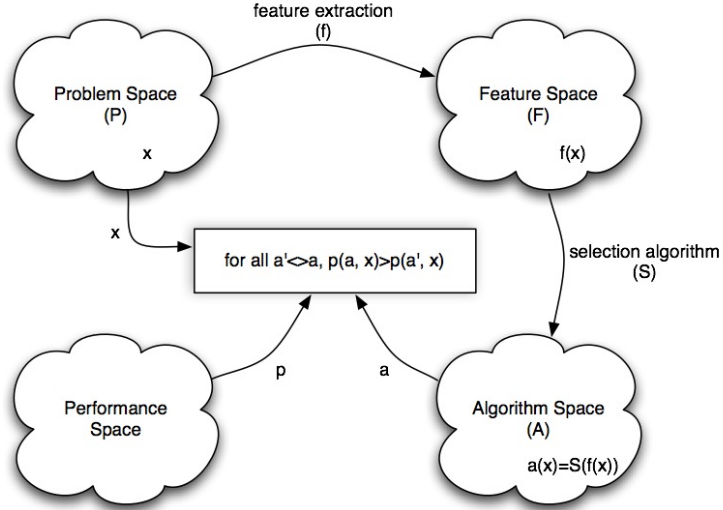 feature extraction
(f)
Problem Space
(P)
x
Feature Space
(F)
f(x)
x
for all a'<>a, p(a, x)>p(a', x)
selection algorithm
(S)
p
a
Performance
Space
Algorithm Space
(A)
a(x)=S(f(x))